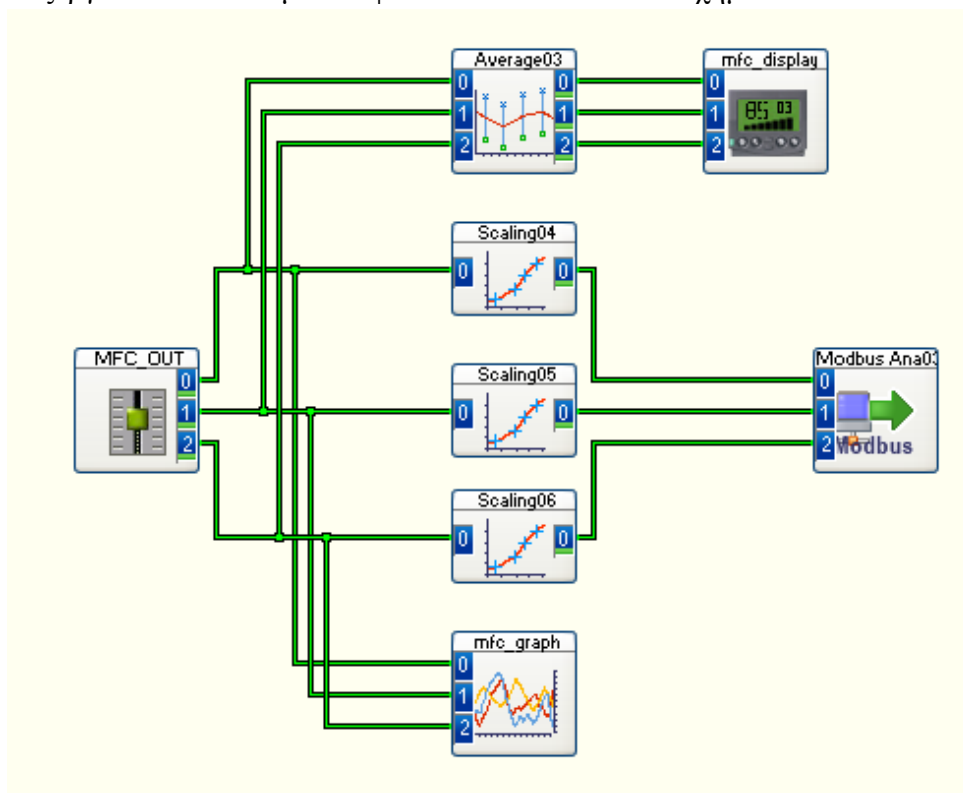 Average03
0 0
1 1
2 2
mfc_display
0
1
2
85 03
Scaling04
0 0
MFC_OUT
0
1
2
Scaling05
0 0
Modbus Ana03
0
1
2
Modbus
Scaling06
0 0
mfc_graph
0
1
2